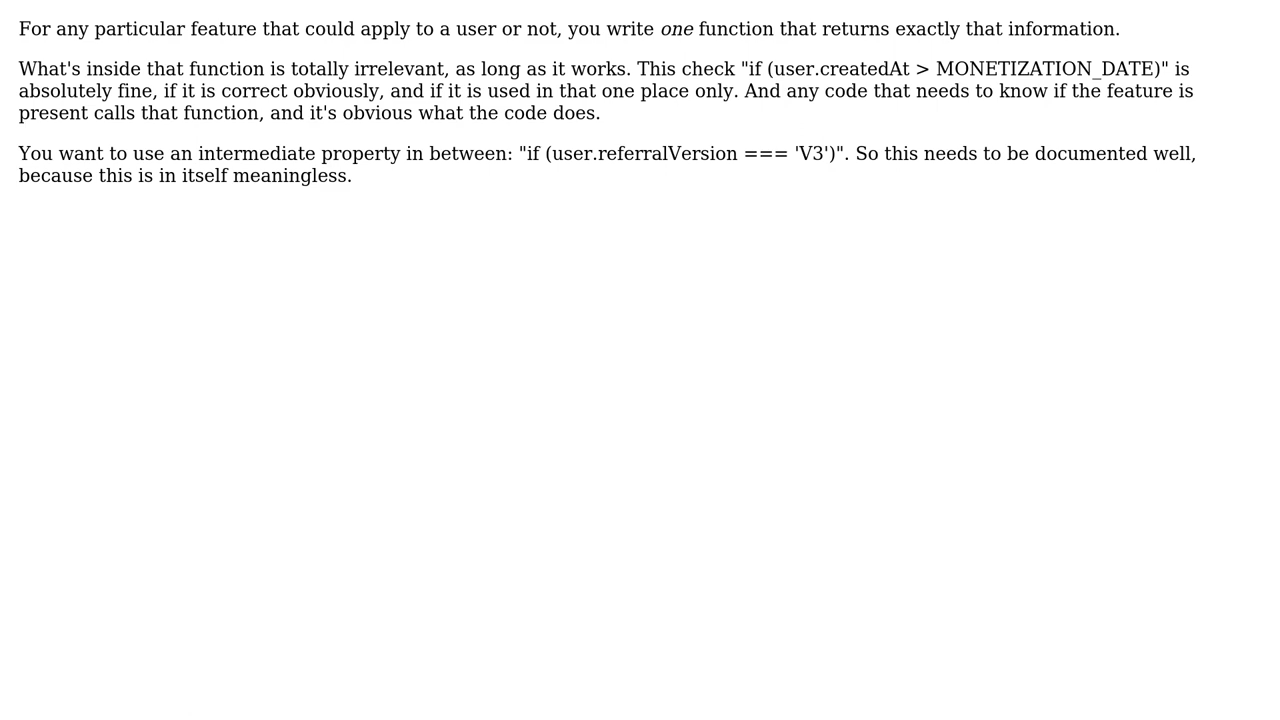 For any particular feature that could apply to a user or not, you write one function that returns exactly that information.
What's inside that function is totally irrelevant, as long as it works. This check "if (user.createdAt > MONETIZATION_DATE)" is
absolutely fine, if it is correct obviously, and if it is used in that one place only. And any code that needs to know if the feature is
present calls that function, and it's obvious what the code does.
You want to use an intermediate property in between: "if (user.referralVersion === 'V3')". So this needs to be documented well,
because this is in itself meaningless.